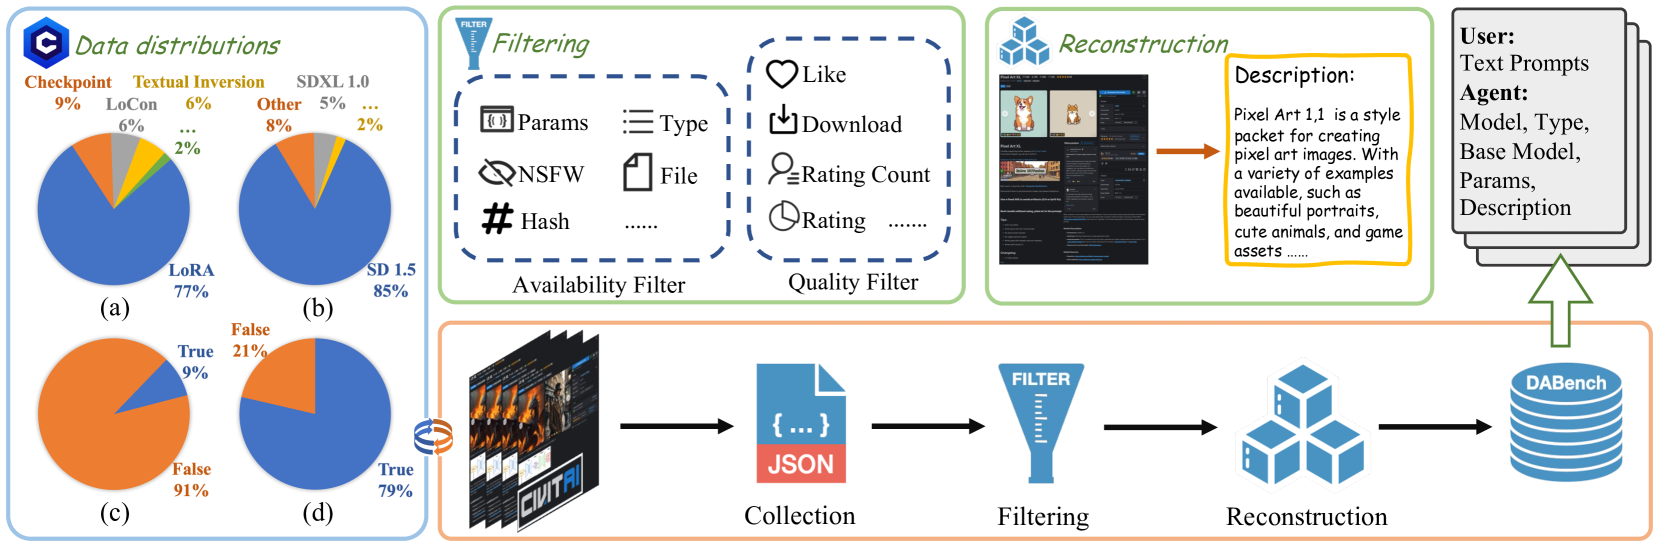 Data distributions
Checkpoint
9%
Textual Inversion
6%
LoCon
6%
...
2%
LoRA
77%
(a)
SDXL 1.0
5%
...
2%
Other
8%
SD 1.5
85%
(b)
True
9%
False
91%
(c)
False
21%
True
79%
(d)
FILTER
Filtering
Params
Type
NSFW
File
Hash
......
Availability Filter
Like
Download
Rating Count
Rating
.......
Quality Filter
Reconstruction
Description:
Pixel Art 1,1 is a style
packet for creating
pixel art images. With
a variety of examples
available, such as
beautiful portraits,
cute animals, and game
assets ......
User:
Text Prompts
Agent:
Model, Type,
Base Model,
Params,
Description
CIVITAI
{ ... }
JSON
Collection
FILTER
Filtering
Reconstruction
DABench